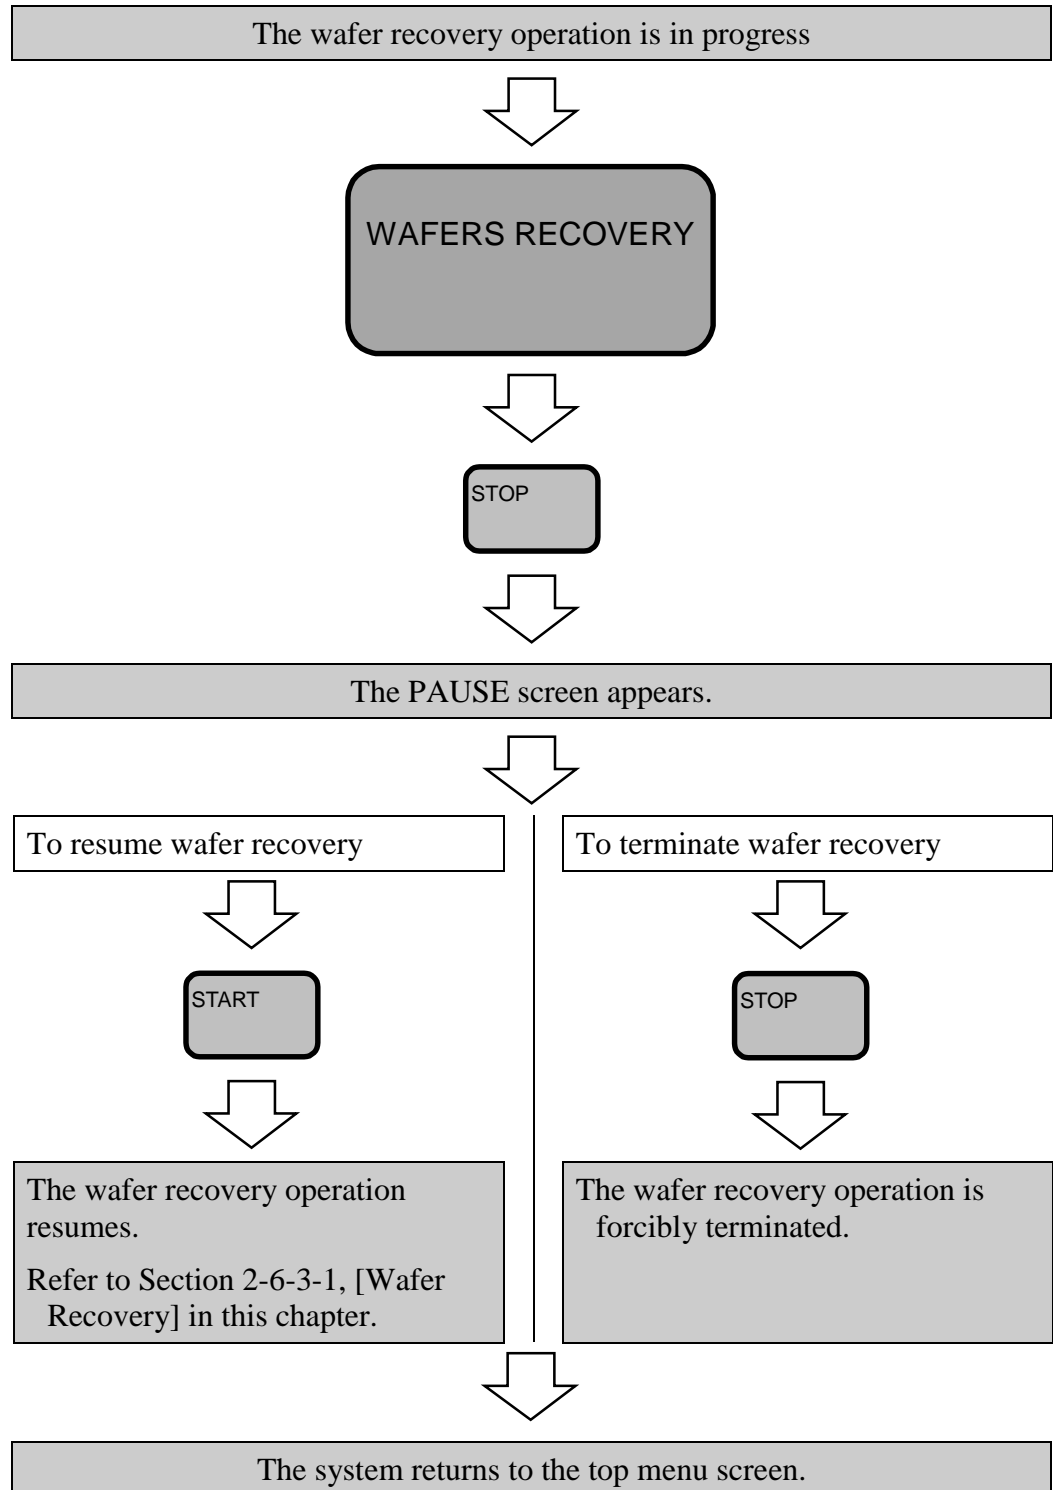 The wafer recovery operation is in progress
WAFERS RECOVERY
STOP
The PAUSE screen appears.
To resume wafer recovery
START
The wafer recovery operation
resumes.
Refer to Section 2-6-3-1, [Wafer
Recovery] in this chapter.
To terminate wafer recovery
STOP
The wafer recovery operation is
forcibly terminated.
The system returns to the top menu screen.